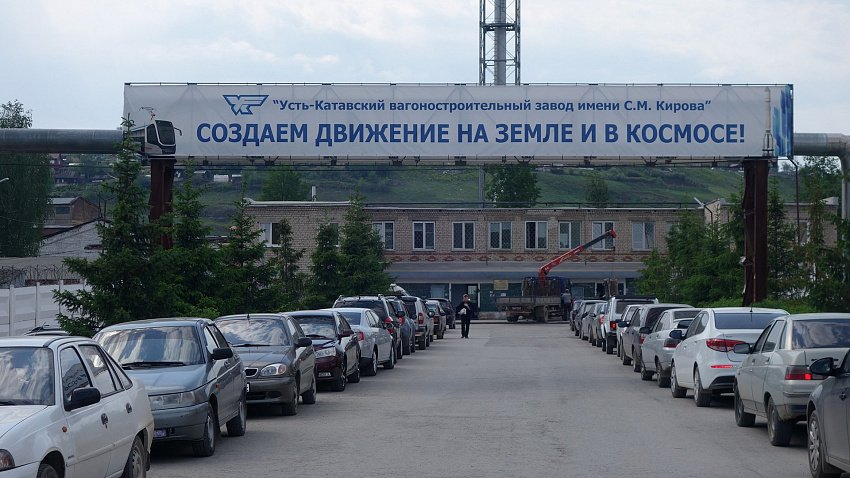 "Усть-Катавский вагоностроительный завод имени С.М. Кирова"
СОЗДАЕМ ДВИЖЕНИЕ НА ЗЕМЛЕ И В КОСМОСЕ!